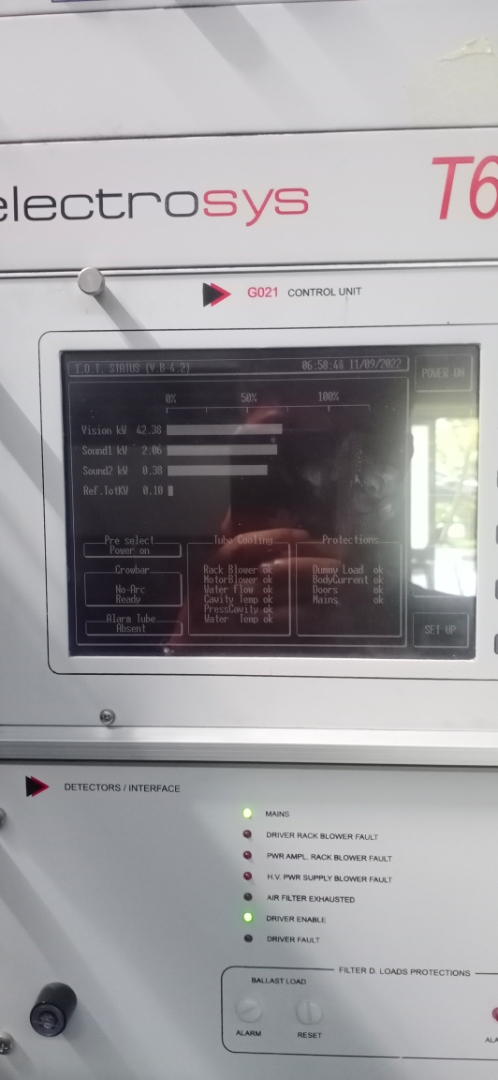 electrosys
T6
G021 CONTROL UNIT
T.O.T. STATUS (V.B-4.2) 06:58:48 11/09/2022
POWER ON
0% 50% 100%
Vision kW 42.38
Sound1 kW 2.06
Sound2 kW 0.38
Ref.TotKW 0.10
Pre select
Power on
Crowbar
No-Arc
Ready
Alarm Tube
Absent
Tube Cooling
Rack Blower ok
MotorBlower ok
Water flow ok
Cavity Temp ok
PressCavity ok
Water Temp ok
Protections
Dummy Load ok
BodyCurrent ok
Doors ok
Mains ok
SET UP
DETECTORS / INTERFACE
MAINS
DRIVER RACK BLOWER FAULT
PWR AMPL. RACK BLOWER FAULT
H.V. PWR SUPPLY BLOWER FAULT
AIR FILTER EXHAUSTED
DRIVER ENABLE
DRIVER FAULT
FILTER D. LOADS PROTECTIONS
BALLAST LOAD
ALARM RESET
ALA